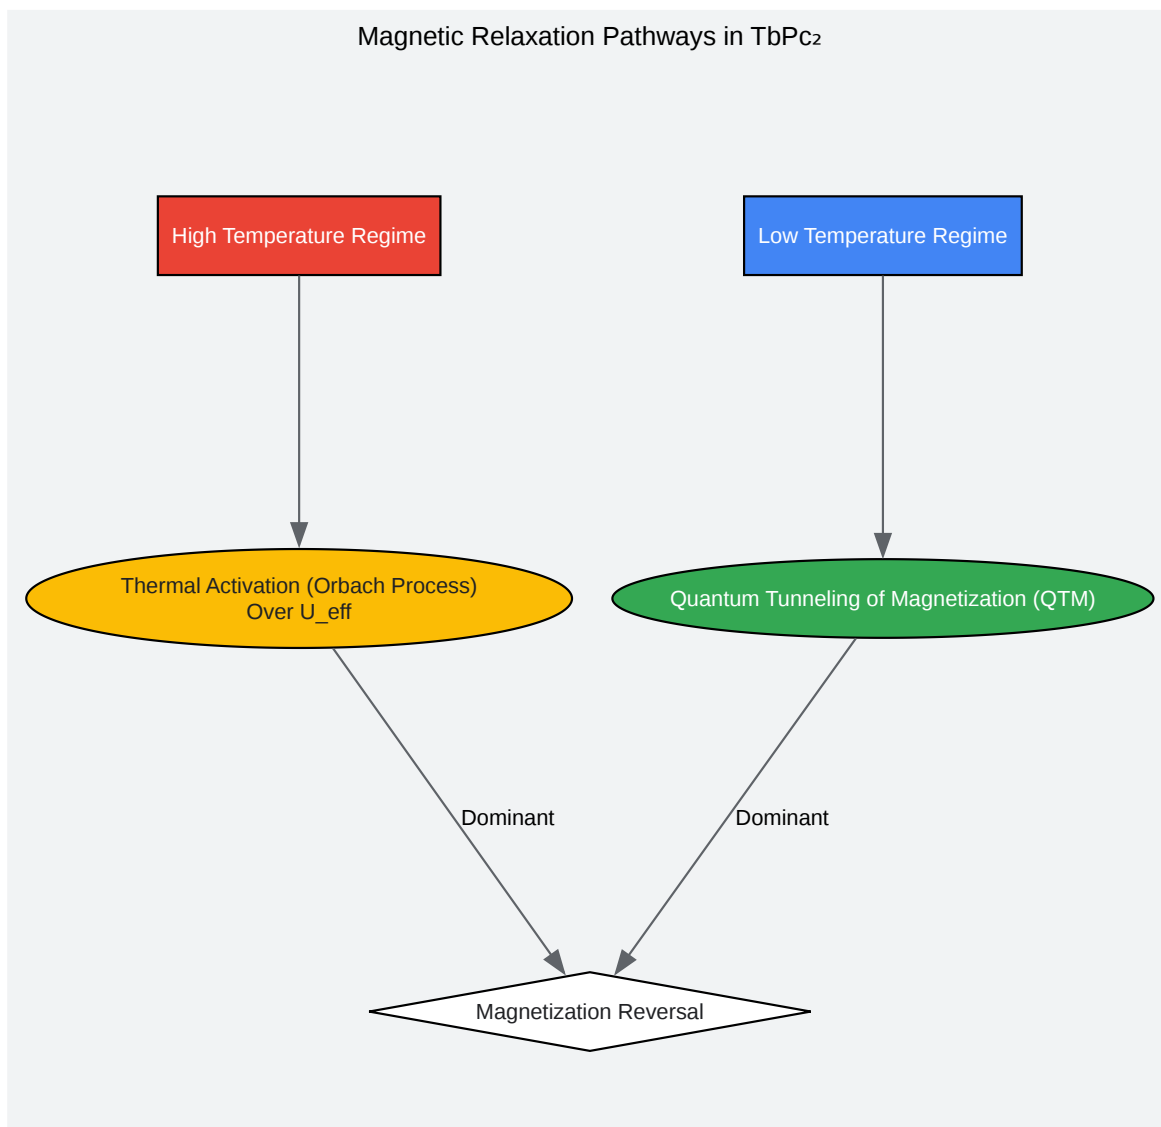 Magnetic Relaxation Pathways in TbPc₂
High Temperature Regime
Low Temperature Regime
Thermal Activation (Orbach Process)
Over U_eff
Quantum Tunneling of Magnetization (QTM)
Dominant
Dominant
Magnetization Reversal